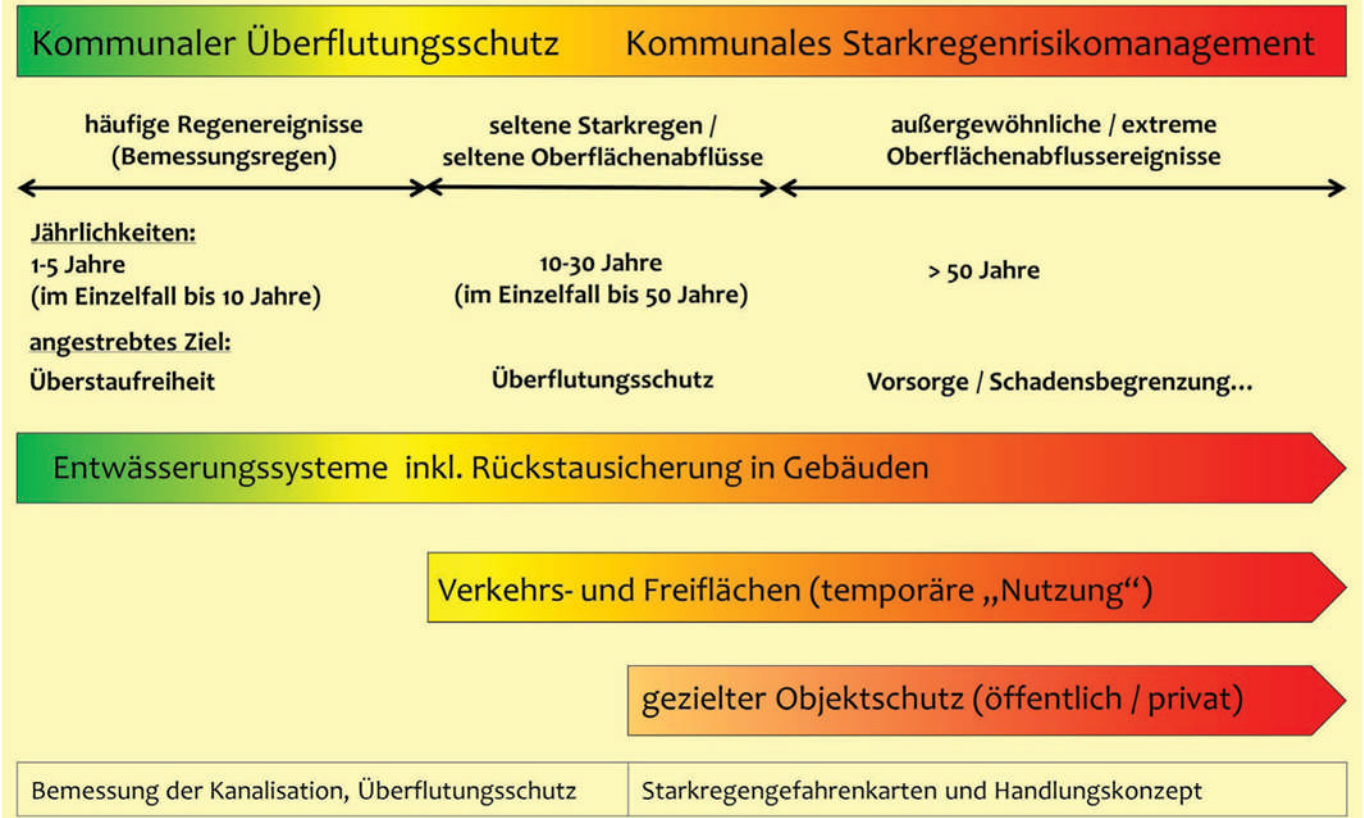 Kommunaler Überflutungsschutz Kommunales Starkregenrisikomanagement
häufige Regenereignisse
(Bemessungsregen)
seltene Starkregen /
seltene Oberflächenabflüsse
außergewöhnliche / extreme
Oberflächenabflussereignisse
Jährlichkeiten:
1-5 Jahre
(im Einzelfall bis 10 Jahre)
10-30 Jahre
(im Einzelfall bis 50 Jahre)
> 50 Jahre
angestrebtes Ziel:
Überstaufreiheit
Überflutungsschutz
Vorsorge / Schadensbegrenzung...
Entwässerungssysteme inkl. Rückstausicherung in Gebäuden
Verkehrs- und Freiflächen (temporäre „Nutzung“)
gezielter Objektschutz (öffentlich / privat)
Bemessung der Kanalisation, Überflutungsschutz
Starkregengefahrenkarten und Handlungskonzept